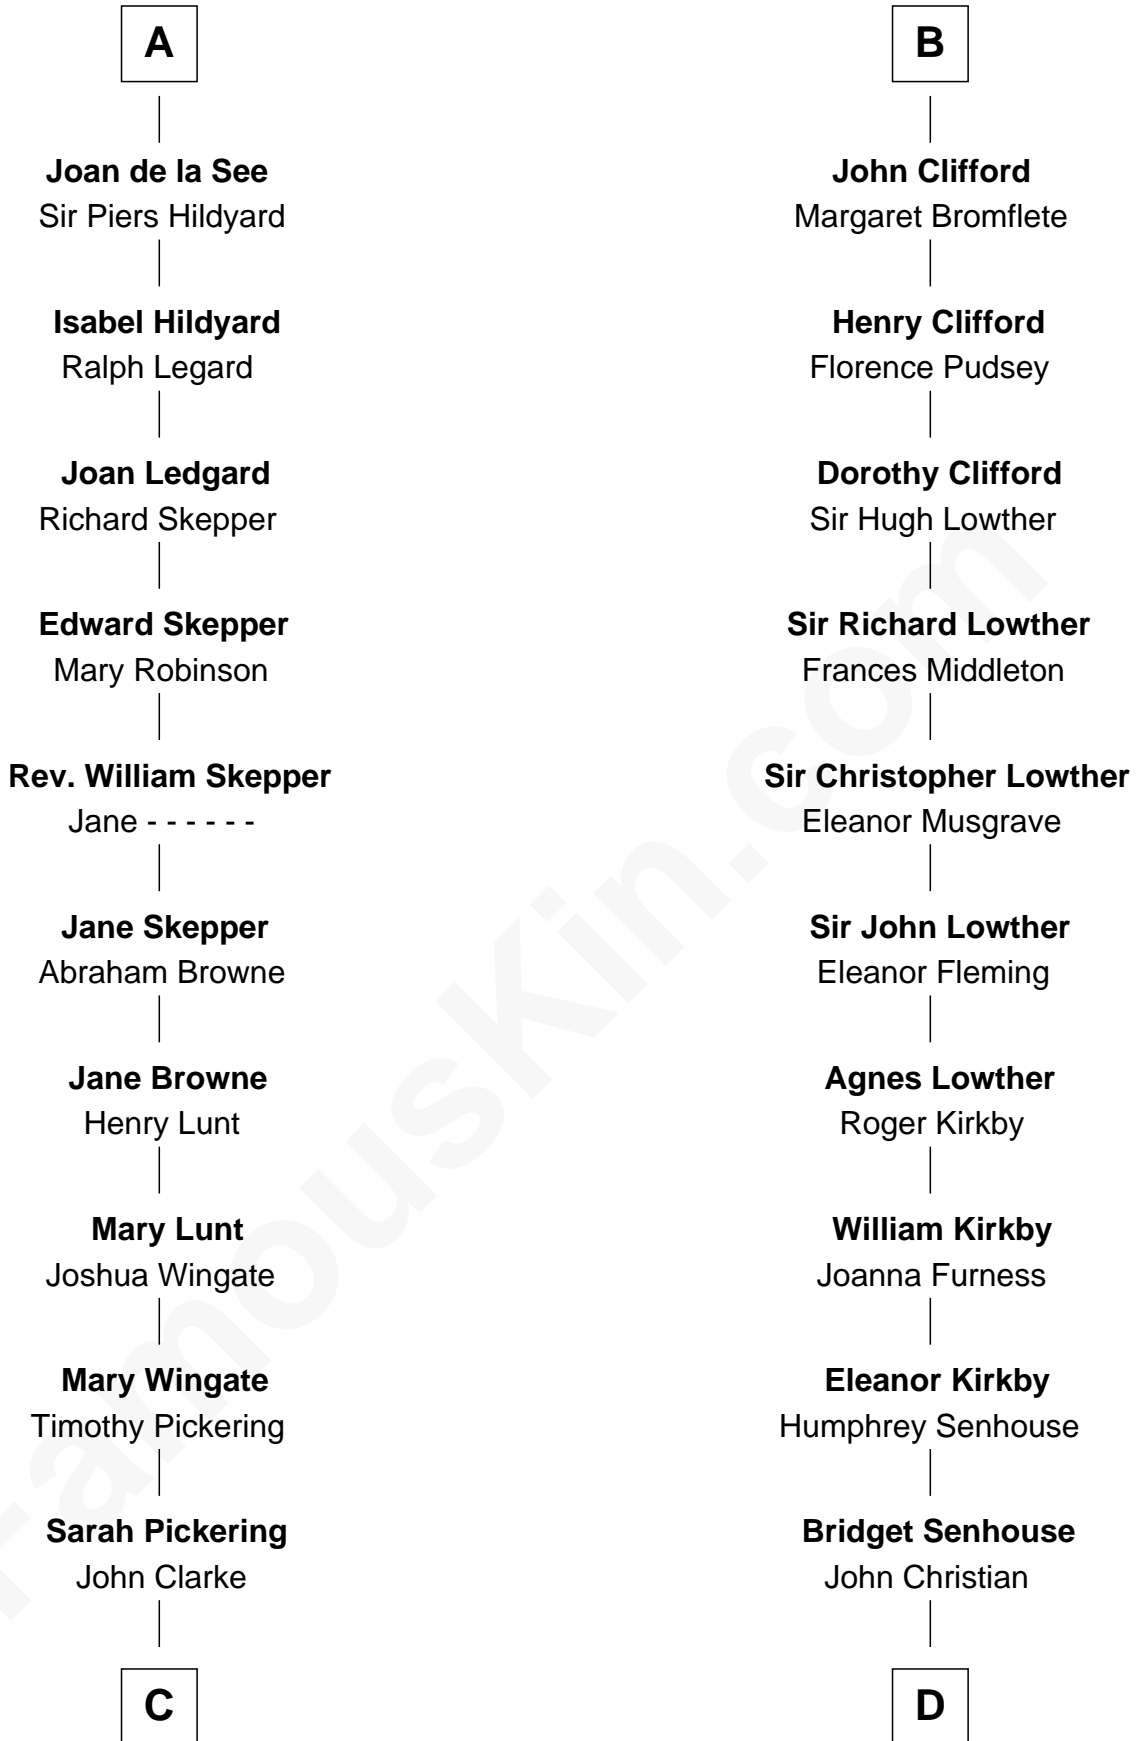 A
Joan de la See
Sir Piers Hildyard
Isabel Hildyard
Ralph Legard
Joan Ledgard
Richard Skepper
Edward Skepper
Mary Robinson
Rev. William Skepper
Jane - - - - - -
Jane Skepper
Abraham Browne
Jane Browne
Henry Lunt
Mary Lunt
Joshua Wingate
Mary Wingate
Timothy Pickering
Sarah Pickering
John Clarke
C
B
John Clifford
Margaret Bromflete
Henry Clifford
Florence Pudsey
Dorothy Clifford
Sir Hugh Lowther
Sir Richard Lowther
Frances Middleton
Sir Christopher Lowther
Eleanor Musgrave
Sir John Lowther
Eleanor Fleming
Agnes Lowther
Roger Kirkby
William Kirkby
Joanna Furness
Eleanor Kirkby
Humphrey Senhouse
Bridget Senhouse
John Christian
D
FamousKin.com